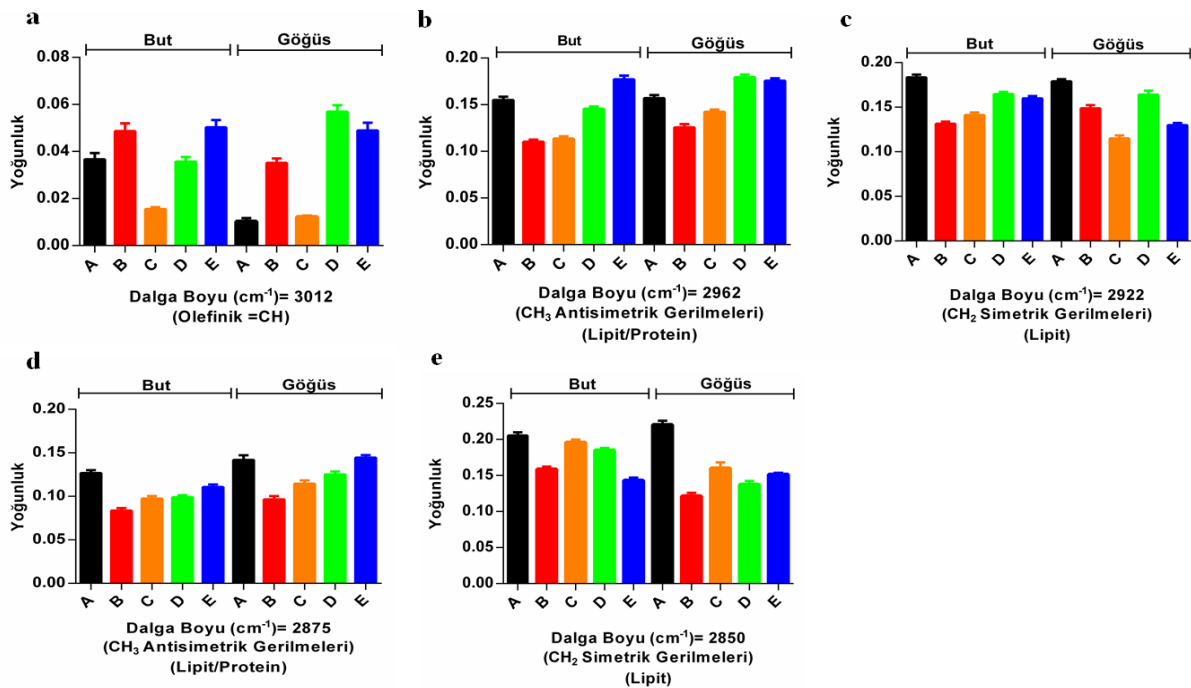 a
But Göğüs
Yoğunluk
0.08
0.06
0.04
0.02
0.00
A B C D E A B C D E
Dalga Boyu (cm⁻¹)= 3012
(Olefinik =CH)
b
But Göğüs
Yoğunluk
0.20
0.15
0.10
0.05
0.00
A B C D E A B C D E
Dalga Boyu (cm⁻¹)= 2962
(CH₃ Antisimetrik Gerilmeleri)
(Lipit/Protein)
c
But Göğüs
Yoğunluk
0.20
0.15
0.10
0.05
0.00
A B C D E A B C D E
Dalga Boyu (cm⁻¹)= 2922
(CH₂ Simetrik Gerilmeleri)
(Lipit)
d
But Göğüs
Yoğunluk
0.20
0.15
0.10
0.05
0.00
A B C D E A B C D E
Dalga Boyu (cm⁻¹)= 2875
(CH₃ Antisimetrik Gerilmeleri)
(Lipit/Protein)
e
But Göğüs
Yoğunluk
0.25
0.20
0.15
0.10
0.05
0.00
A B C D E A B C D E
Dalga Boyu (cm⁻¹)= 2850
(CH₂ Simetrik Gerilmeleri)
(Lipit)